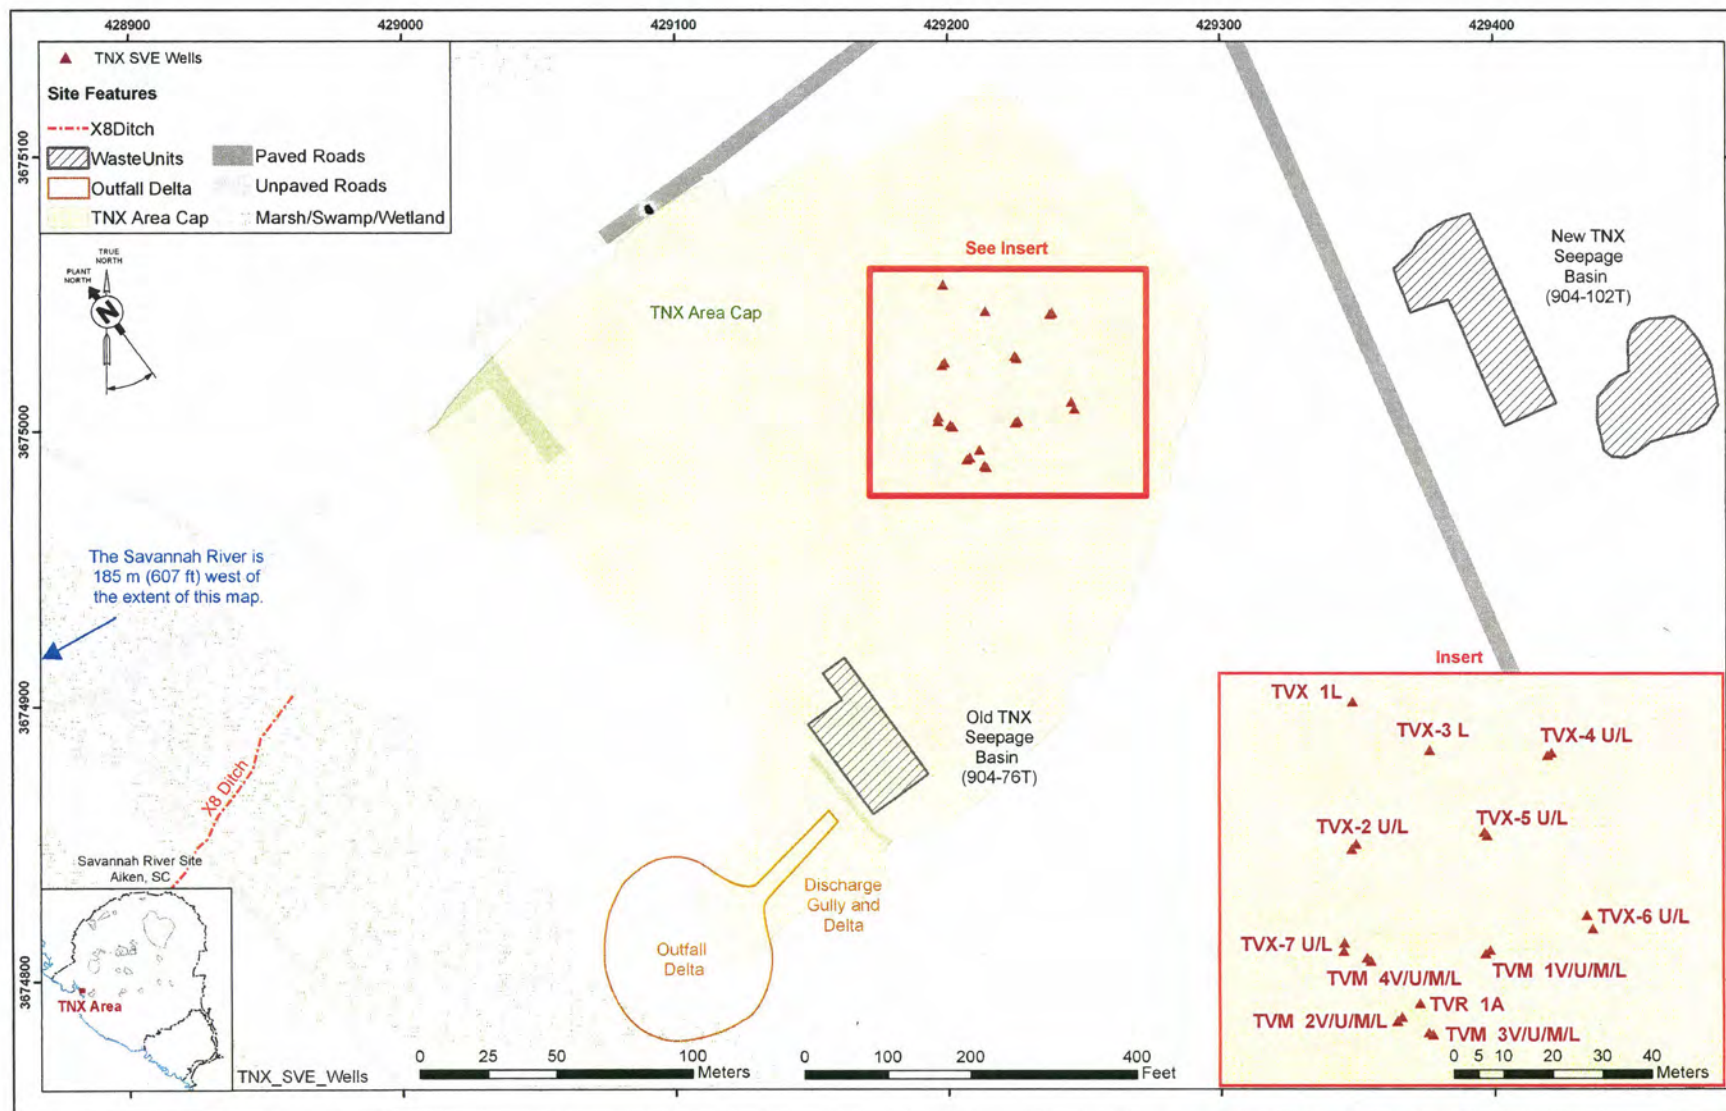 428900
429000
429100
429200
429300
429400
TNX SVE Wells
Site Features
X8Ditch
WasteUnits
Paved Roads
Outfall Delta
Unpaved Roads
TNX Area Cap
Marsh/Swamp/Wetland
3675100
3675000
3674900
3674800
TRUE
NORTH
PLANT
NORTH
N
See Insert
TNX Area Cap
New TNX
Seepage
Basin
(904-102T)
The Savannah River is
185 m (607 ft) west of
the extent of this map.
X8 Ditch
Old TNX
Seepage
Basin
(904-76T)
Discharge
Gully and
Delta
Outfall
Delta
Savannah River Site
Aiken, SC
TNX Area
TNX_SVE_Wells
0 25 50 100
Meters
0 100 200 400
Feet
Insert
TVX 1L
TVX-3 L
TVX-4 U/L
TVX-2 U/L
TVX-5 U/L
TVX-6 U/L
TVX-7 U/L
TVM 4V/U/M/L
TVM 1V/U/M/L
TVR 1A
TVM 2V/U/M/L
TVM 3V/U/M/L
0 5 10 20 30 40
Meters